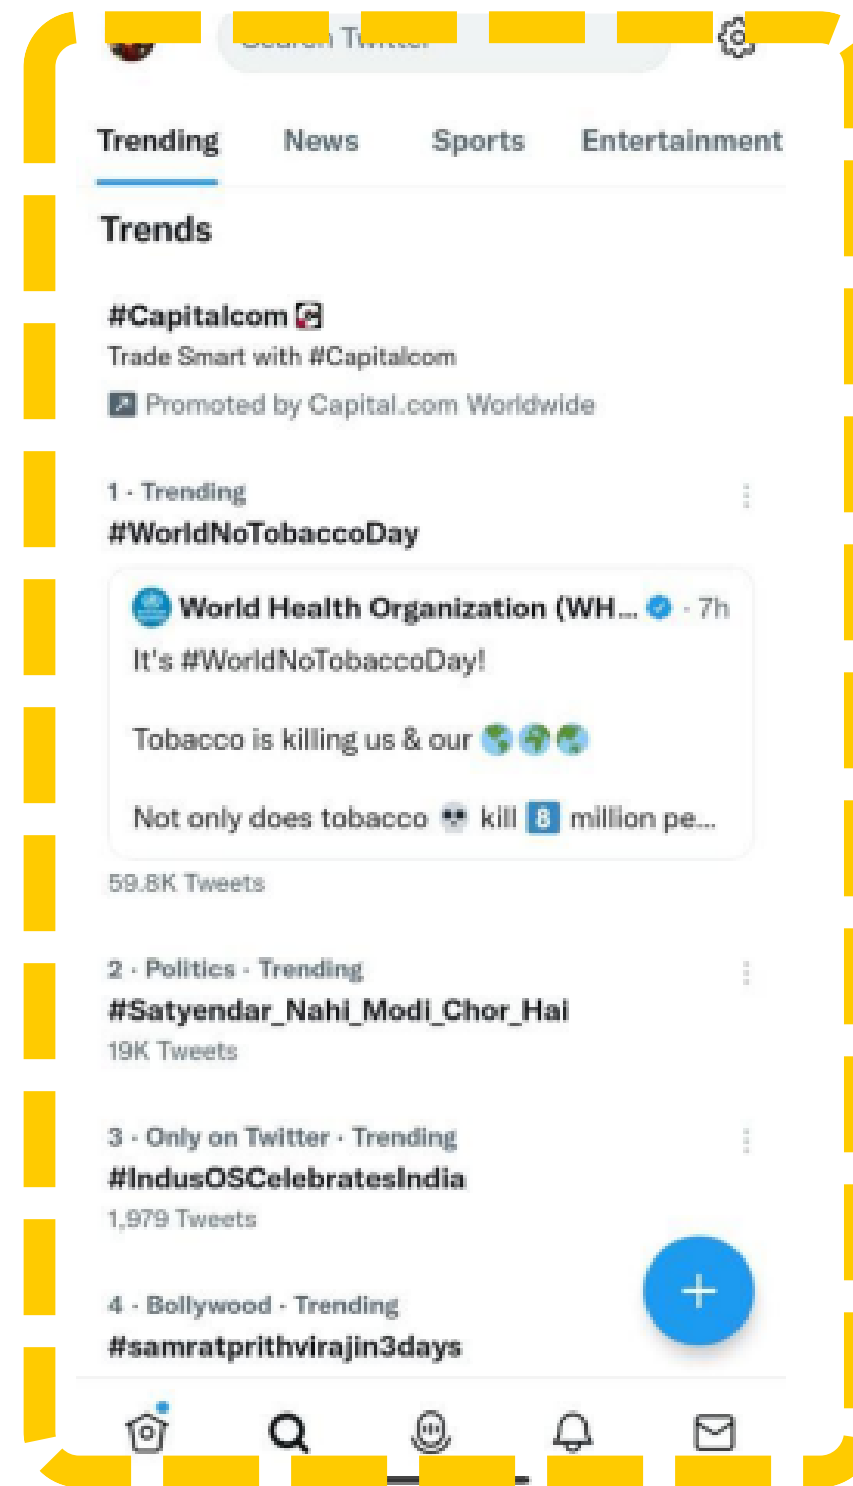 Search Twitter
Trending News Sports Entertainment
Trends
#Capitalcom
Trade Smart with #Capitalcom
Promoted by Capital.com Worldwide
1 · Trending
#WorldNoTobaccoDay
World Health Organization (WH... · 7h
It's #WorldNoTobaccoDay!
Tobacco is killing us & our 🌎🌍🌏
Not only does tobacco 💀 kill 8️⃣ million pe...
59.8K Tweets
2 · Politics · Trending
#Satyendar_Nahi_Modi_Chor_Hai
19K Tweets
3 · Only on Twitter · Trending
#IndusOSCelebratesIndia
1,979 Tweets
4 · Bollywood · Trending
#samratprithvirajin3days